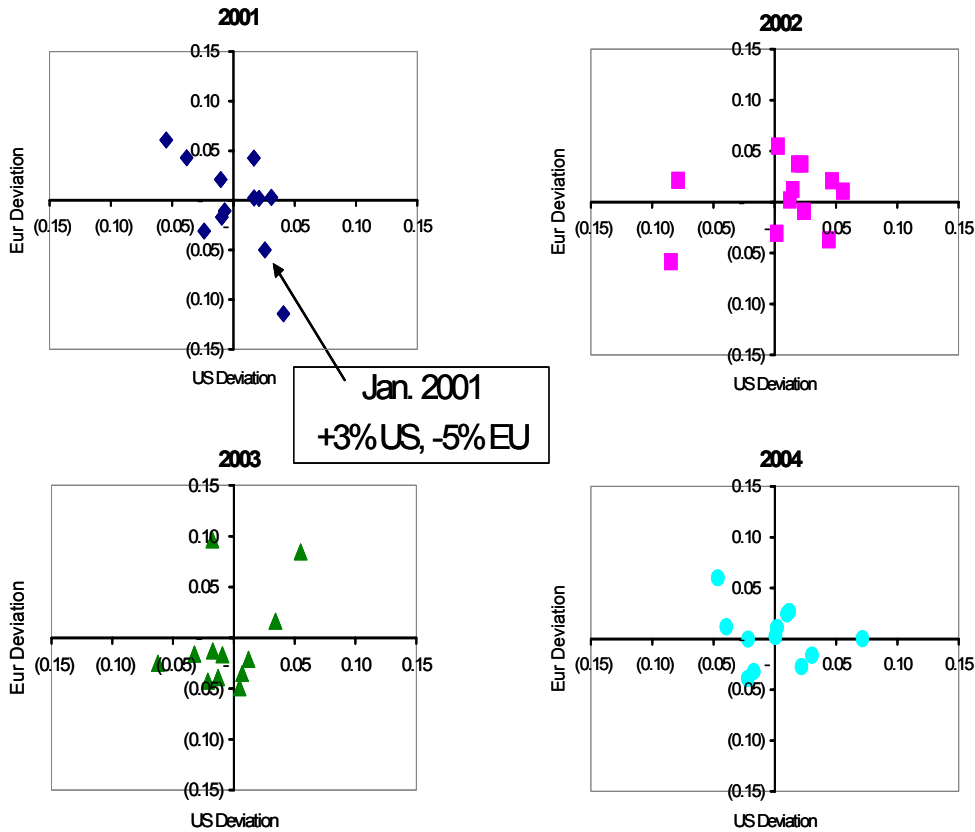 2001
0.15
0.10
0.05
-
(0.15) (0.10) (0.05) - 0.05 0.10 0.15
(0.05)
(0.10)
(0.15)
Eur Deviation
US Deviation
2002
0.15
0.10
0.05
-
(0.15) (0.10) (0.05) - 0.05 0.10 0.15
(0.05)
(0.10)
(0.15)
Eur Deviation
US Deviation
Jan. 2001
+3% US, -5% EU
2003
0.15
0.10
0.05
-
(0.15) (0.10) (0.05) - 0.05 0.10 0.15
(0.05)
(0.10)
(0.15)
Eur Deviation
US Deviation
2004
0.15
0.10
0.05
-
(0.15) (0.10) (0.05) - 0.05 0.10 0.15
(0.05)
(0.10)
(0.15)
Eur Deviation
US Deviation